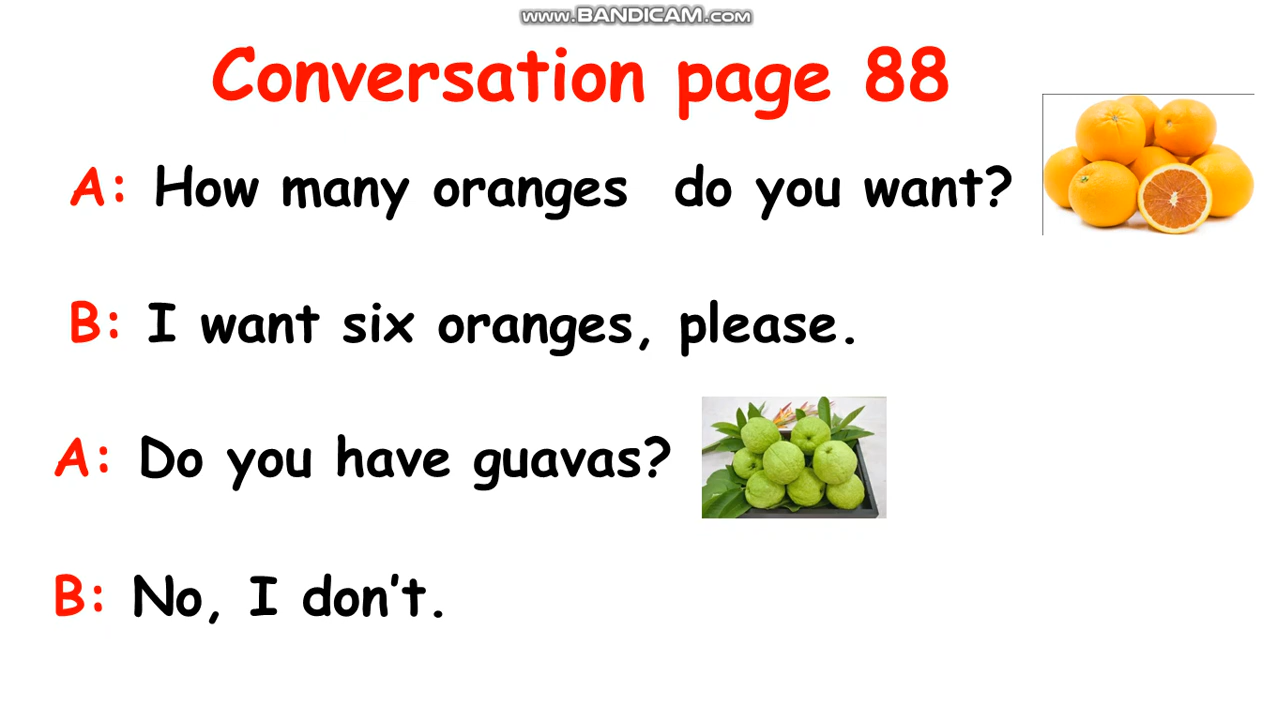 www.BANDICAM.com
Conversation page 88
A: How many oranges do you want?
B: I want six oranges, please.
A: Do you have guavas?
B: No, I don't.